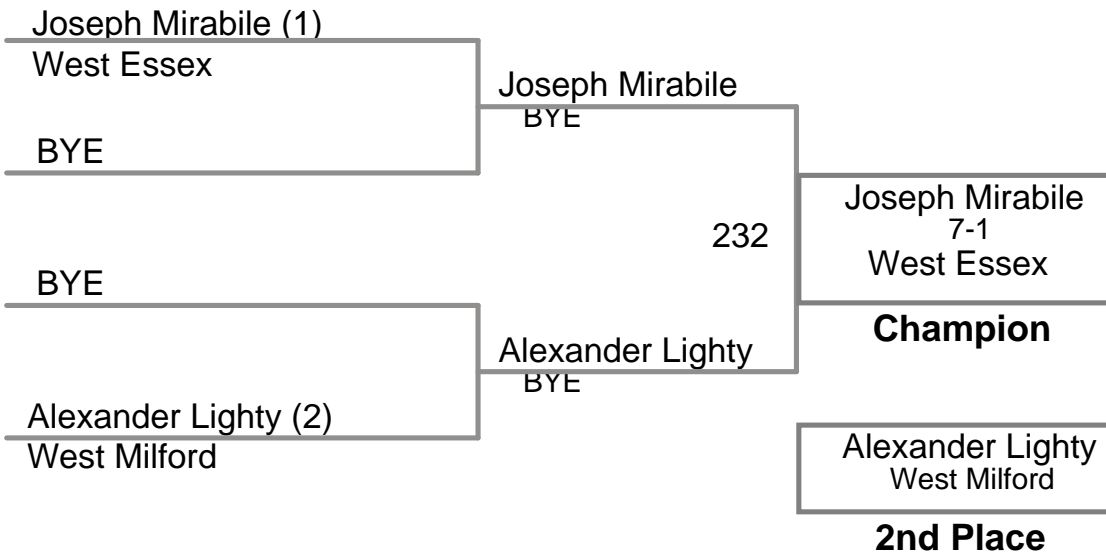 Joseph Mirabile (1)
West Essex
Joseph Mirabile
BYE
BYE
Joseph Mirabile
7-1
West Essex
232
BYE
Champion
Alexander Lighty
BYE
Alexander Lighty (2)
West Milford
Alexander Lighty
West Milford
2nd Place